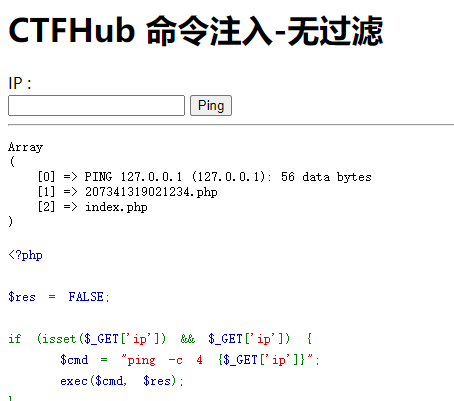 CTFHub 命令注入-无过滤
IP :
Ping
Array
(
[0] => PING 127.0.0.1 (127.0.0.1): 56 data bytes
[1] => 207341319021234.php
[2] => index.php
)
<?php
$res = FALSE;
if (isset($_GET['ip']) && $_GET['ip']) {
$cmd = "ping -c 4 {$_GET['ip']}";
exec($cmd, $res);
}